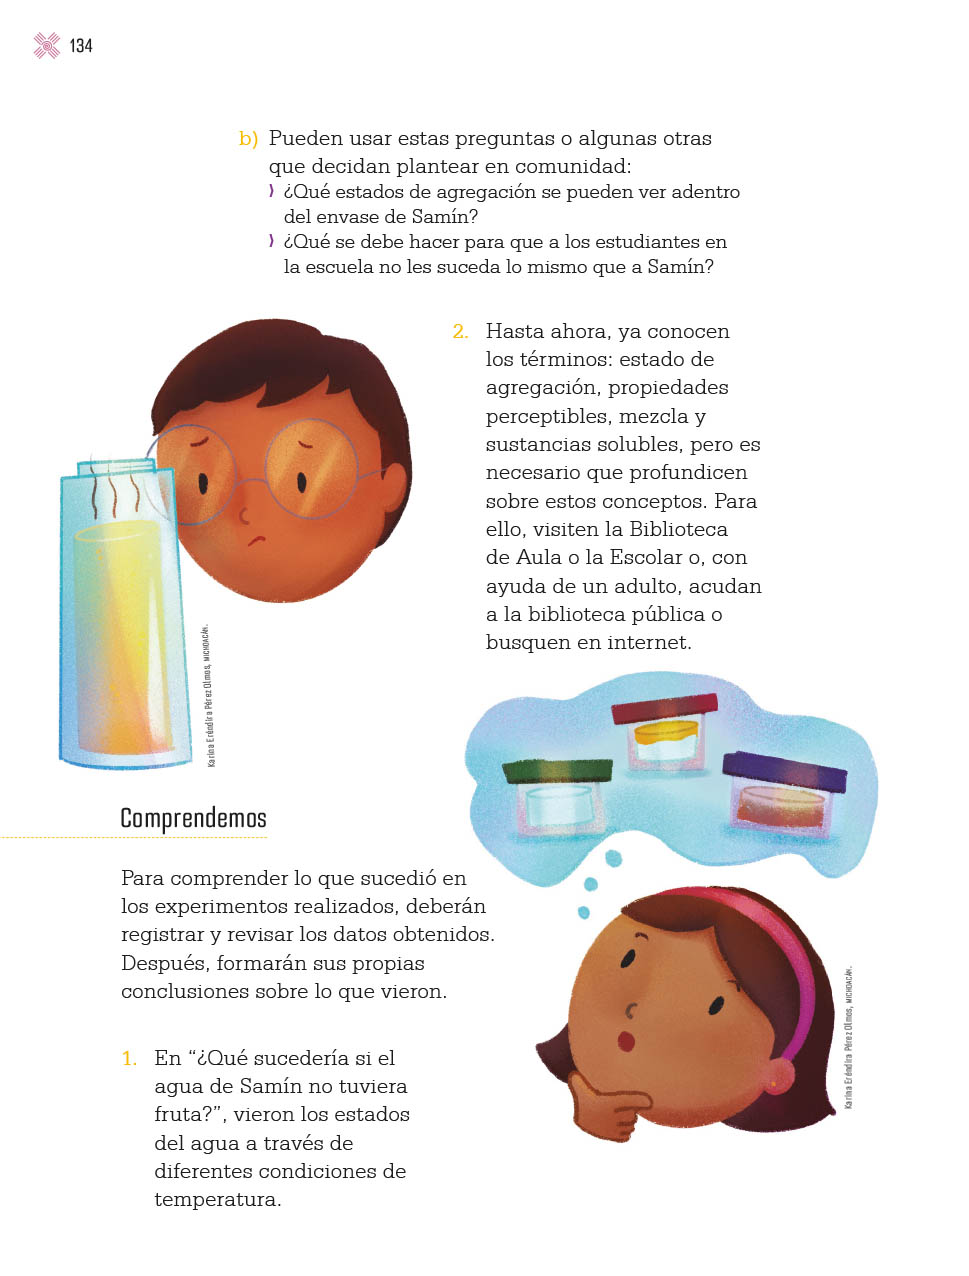 134
b) Pueden usar estas preguntas o algunas otras
que decidan plantear en comunidad:
⟩ ¿Qué estados de agregación se pueden ver adentro
del envase de Samín?
⟩ ¿Qué se debe hacer para que a los estudiantes en
la escuela no les suceda lo mismo que a Samín?
2. Hasta ahora, ya conocen
los términos: estado de
agregación, propiedades
perceptibles, mezcla y
sustancias solubles, pero es
necesario que profundicen
sobre estos conceptos. Para
ello, visiten la Biblioteca
de Aula o la Escolar o, con
ayuda de un adulto, acudan
a la biblioteca pública o
busquen en internet.
Karina Eréndira Pérez Olmos, MICHOACÁN.
Comprendemos
Para comprender lo que sucedió en
los experimentos realizados, deberán
registrar y revisar los datos obtenidos.
Después, formarán sus propias
conclusiones sobre lo que vieron.
1. En “¿Qué sucedería si el
agua de Samín no tuviera
fruta?”, vieron los estados
del agua a través de
diferentes condiciones de
temperatura.
Karina Eréndira Pérez Olmos, MICHOACÁN.